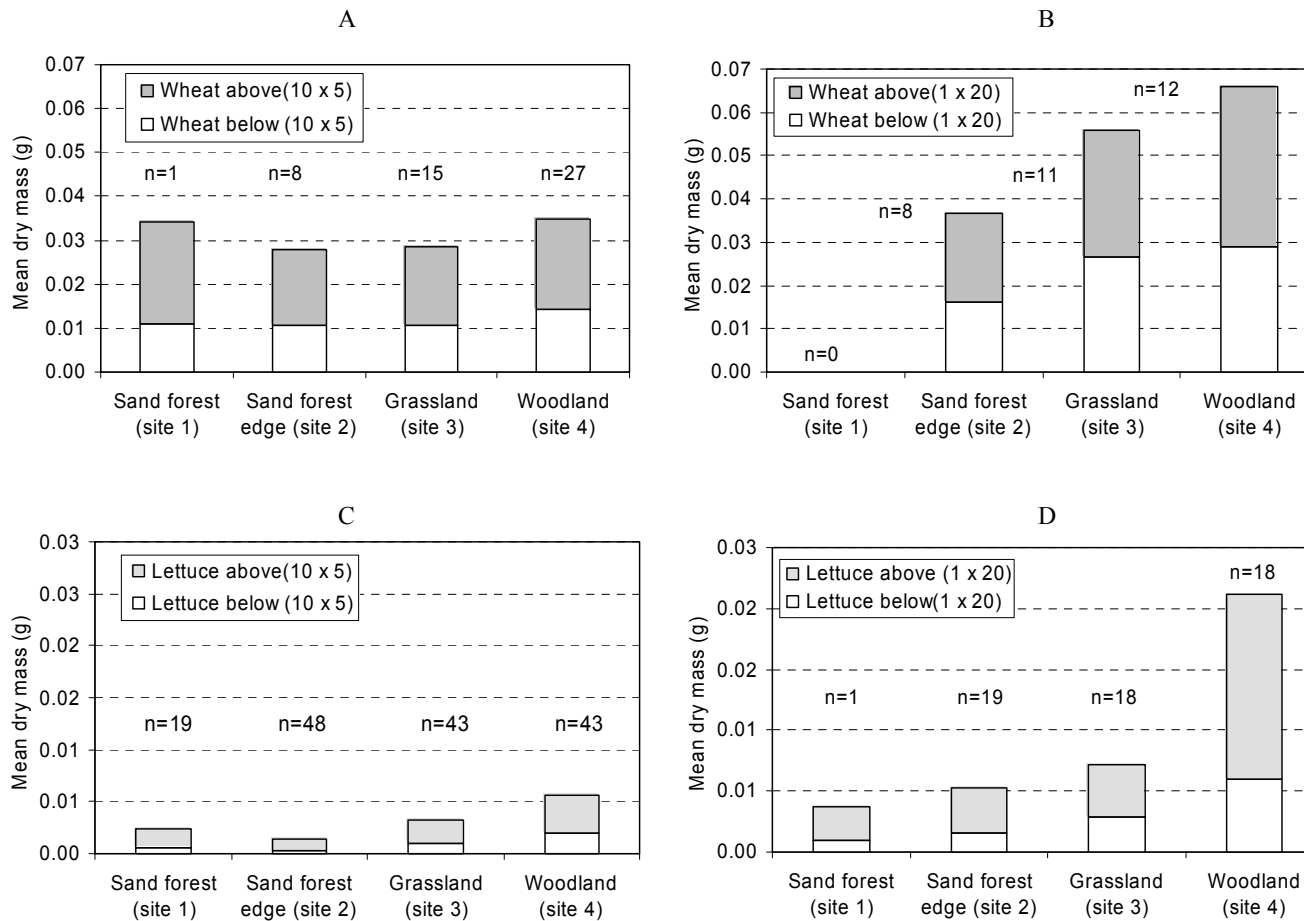 A
0.07
0.06
0.05
0.04
0.03
0.02
0.01
0.00
Mean dry mass (g)
Wheat above(10 x 5)
Wheat below (10 x 5)
n=1
n=8
n=15
n=27
Sand forest
(site 1)
Sand forest
edge (site 2)
Grassland
(site 3)
Woodland
(site 4)
B
0.07
0.06
0.05
0.04
0.03
0.02
0.01
0.00
Mean dry mass (g)
Wheat above(1 x 20)
Wheat below (1 x 20)
n=0
n=8
n=11
n=12
Sand forest
(site 1)
Sand forest
edge (site 2)
Grassland
(site 3)
Woodland
(site 4)
C
0.03
0.03
0.02
0.02
0.01
0.01
0.00
Mean dry mass (g)
Lettuce above(10 x 5)
Lettuce below (10 x 5)
n=19
n=48
n=43
n=43
Sand forest
(site 1)
Sand forest
edge (site 2)
Grassland
(site 3)
Woodland
(site 4)
D
0.03
0.02
0.02
0.01
0.01
0.00
Mean dry mass (g)
Lettuce above (1 x 20)
Lettuce below(1 x 20)
n=1
n=19
n=18
n=18
Sand forest
(site 1)
Sand forest
edge (site 2)
Grassland
(site 3)
Woodland
(site 4)